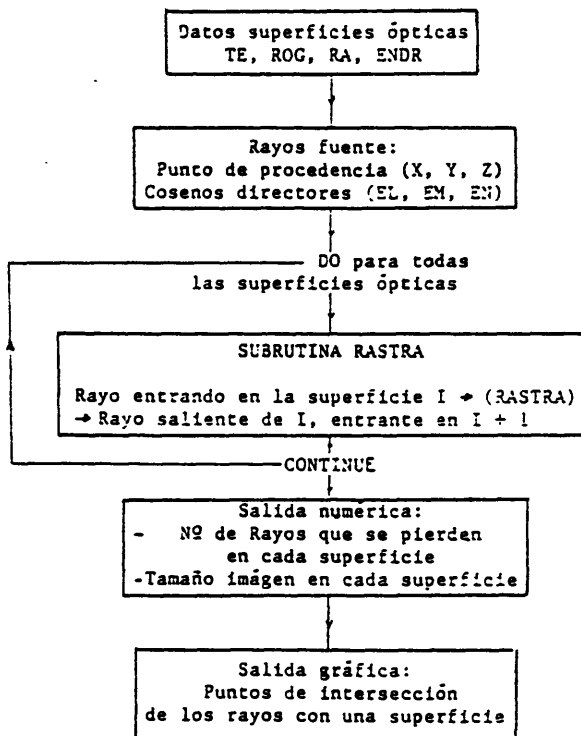 Datos superficies ópticas
TE, ROG, RA, ENDR
Rayos fuente:
Punto de procedencia (X, Y, Z)
Cosenos directores (EL, EM, EN)
DO para todas
las superficies ópticas
SUBRUTINA RASTRA
Rayo entrando en la superficie I → (RASTRA)
→ Rayo saliente de I, entrante en I + 1
CONTINUE
Salida numérica:
- Nº de Rayos que se pierden
en cada superficie
-Tamaño imágen en cada superficie
Salida gráfica:
Puntos de intersección
de los rayos con una superficie